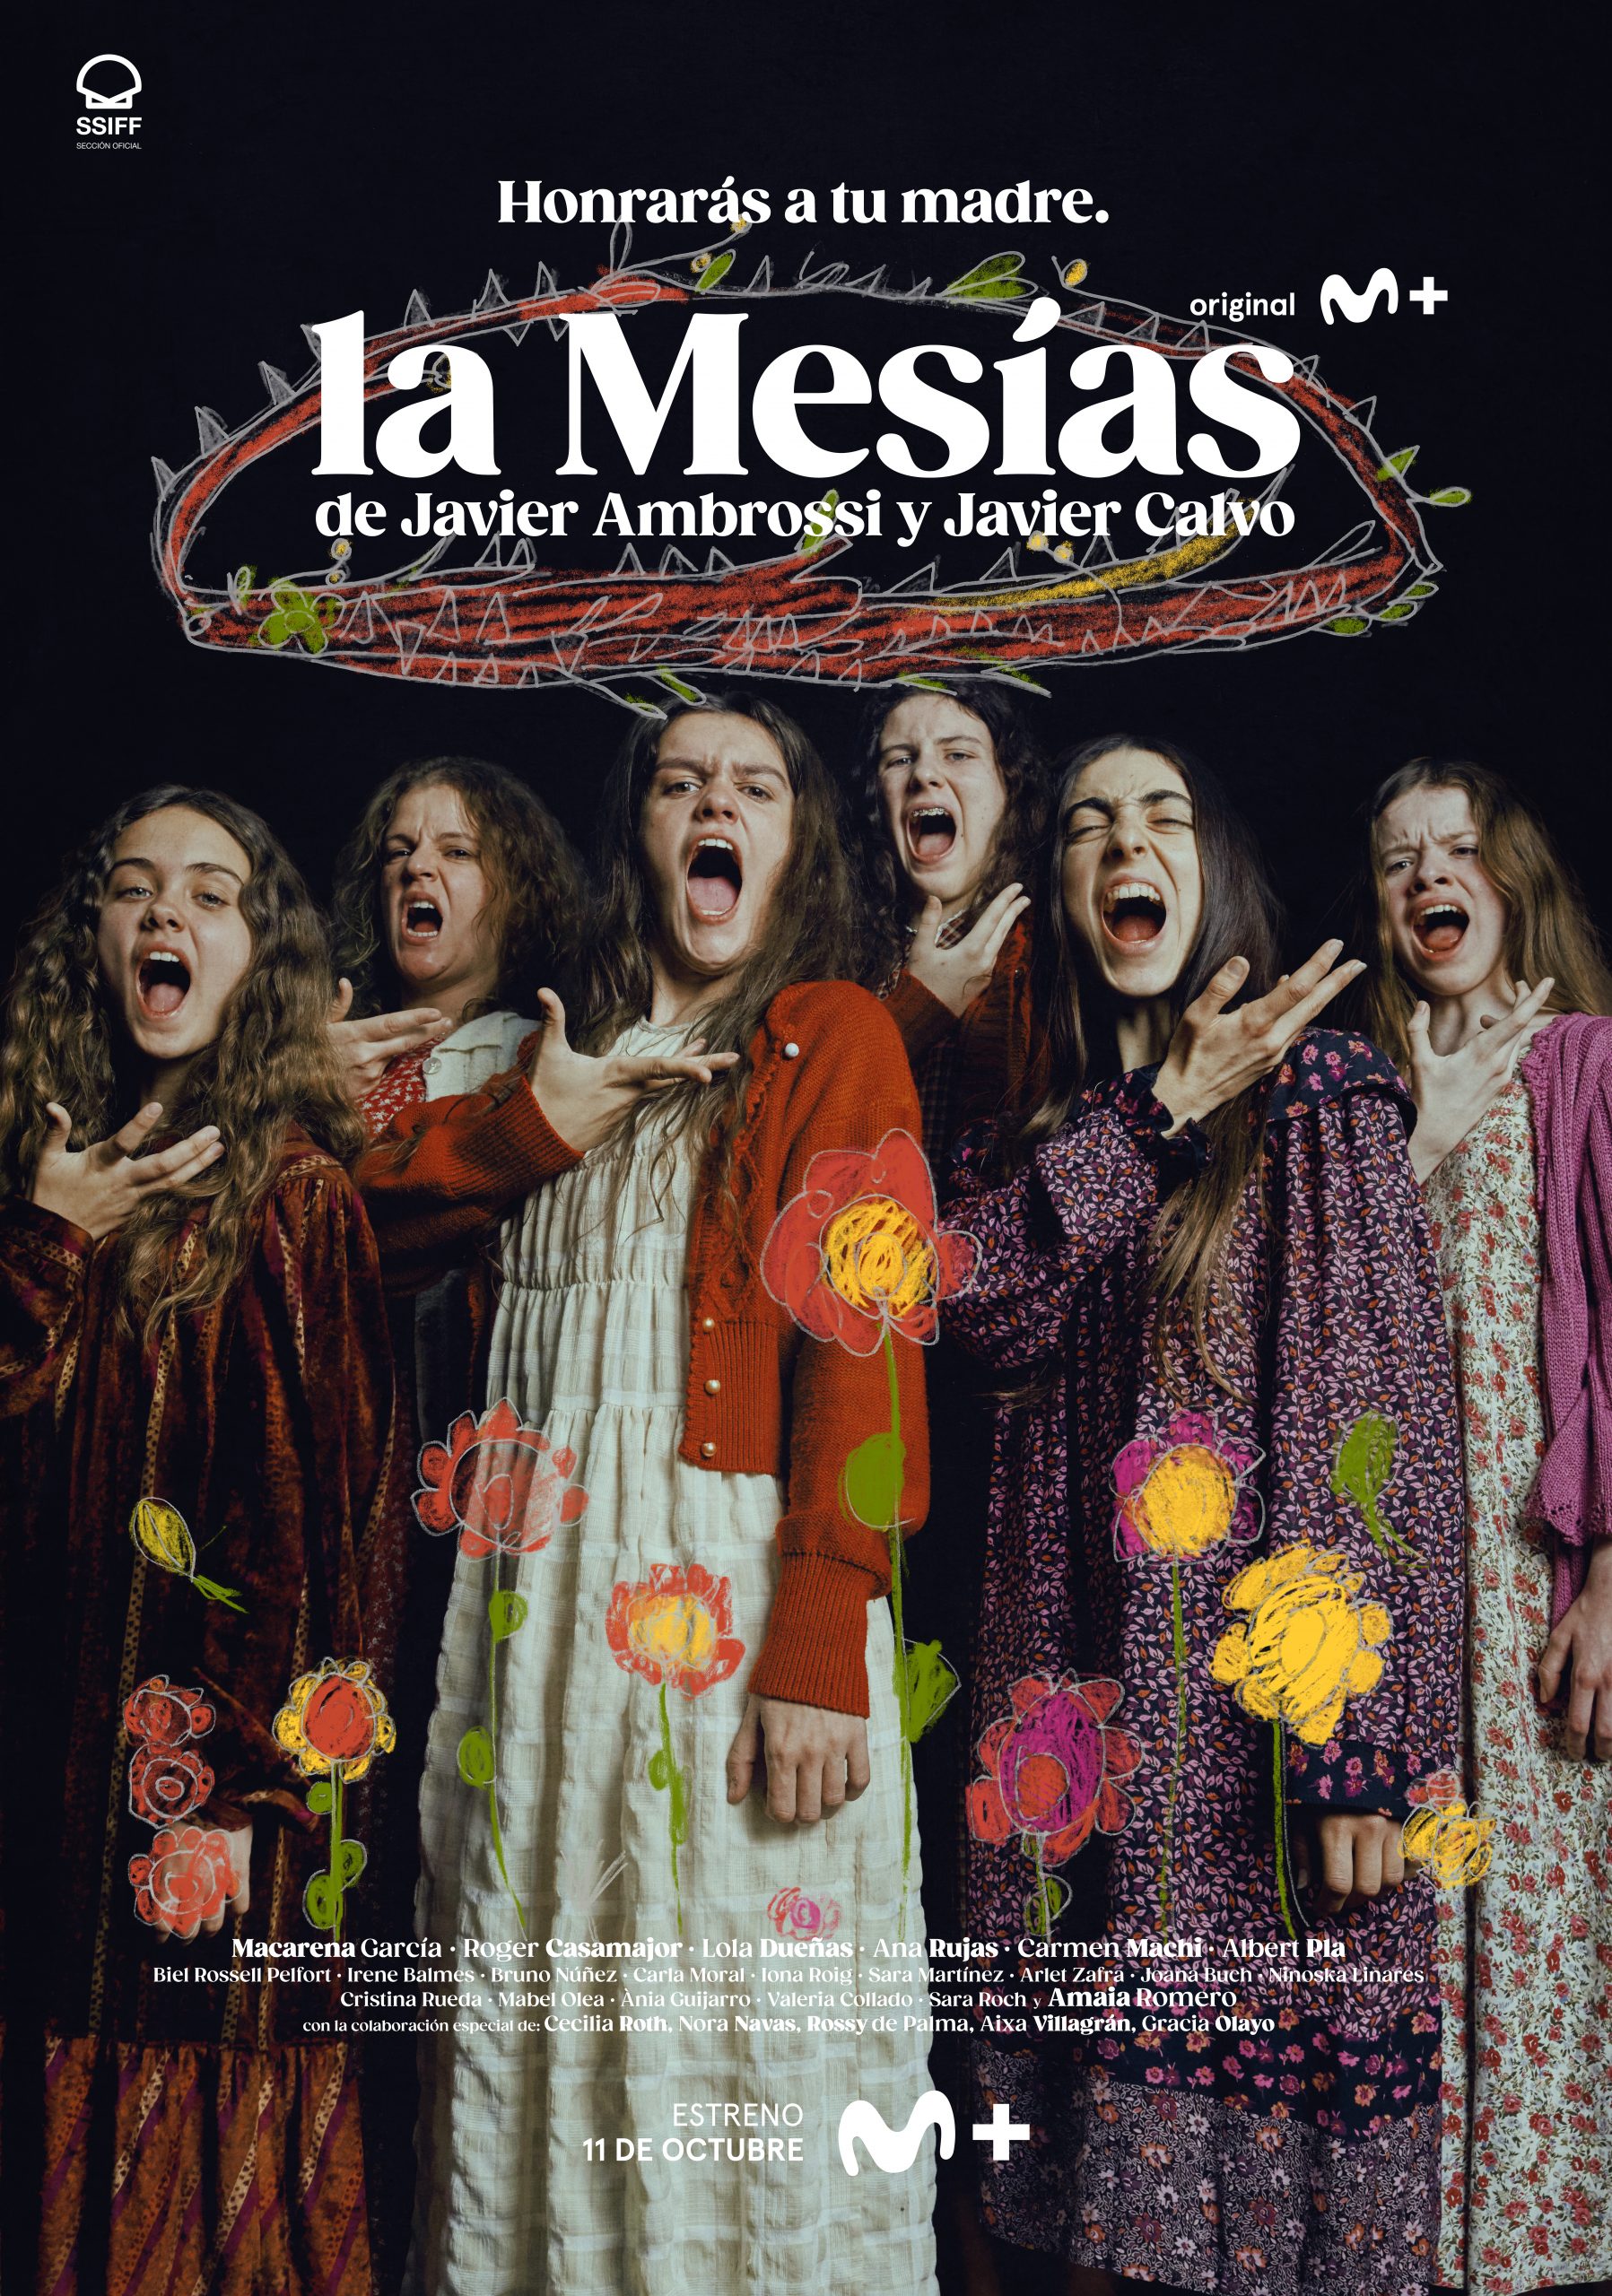 SSIFF
SECCIÓN OFICIAL
Honrarás a tu madre.
original M+
la Mesías
de Javier Ambrossi y Javier Calvo
Macarena García · Roger Casamajor · Lola Dueñas · Ana Rujas · Carmen Machi · Albert Pla
Biel Rossell Pelfort · Irene Balmes · Bruno Núñez · Carla Moral · Iona Roig · Sara Martínez · Arlet Zafra · Joana Buch · Ninoska Linares
Cristina Rueda · Mabel Olea · Ània Guijarro · Valeria Collado · Sara Roch y Amaia Romero
con la colaboración especial de: Cecilia Roth, Nora Navas, Rossy de Palma, Aixa Villagrán, Gracia Olayo
ESTRENO
11 DE OCTUBRE M+